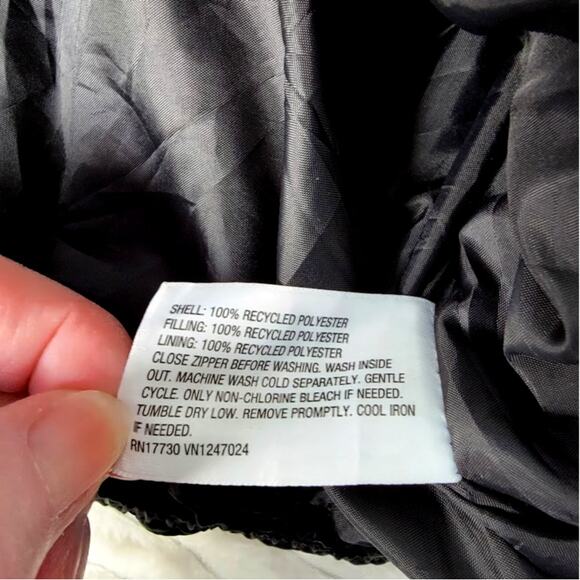 SHELL: 100% RECYCLED POLYESTER
FILLING: 100% RECYCLED POLYESTER
LINING: 100% RECYCLED POLYESTER
CLOSE ZIPPER BEFORE WASHING. WASH INSIDE
OUT. MACHINE WASH COLD SEPARATELY. GENTLE
CYCLE. ONLY NON-CHLORINE BLEACH IF NEEDED.
TUMBLE DRY LOW. REMOVE PROMPTLY. COOL IRON
IF NEEDED.
RN17730 VN1247024